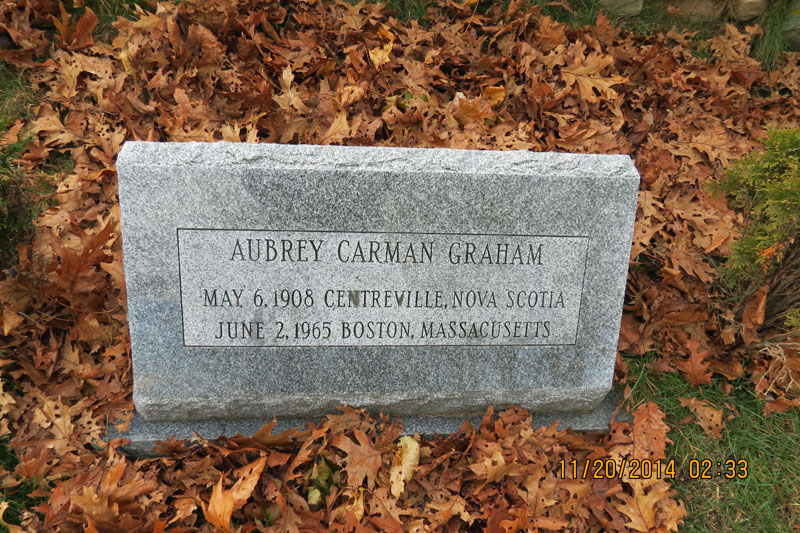 AUBREY CARMAN GRAHAM
MAY 6, 1908 CENTREVILLE, NOVA SCOTIA
JUNE 2, 1965 BOSTON, MASSACUSETTS
11/20/2014 02:33